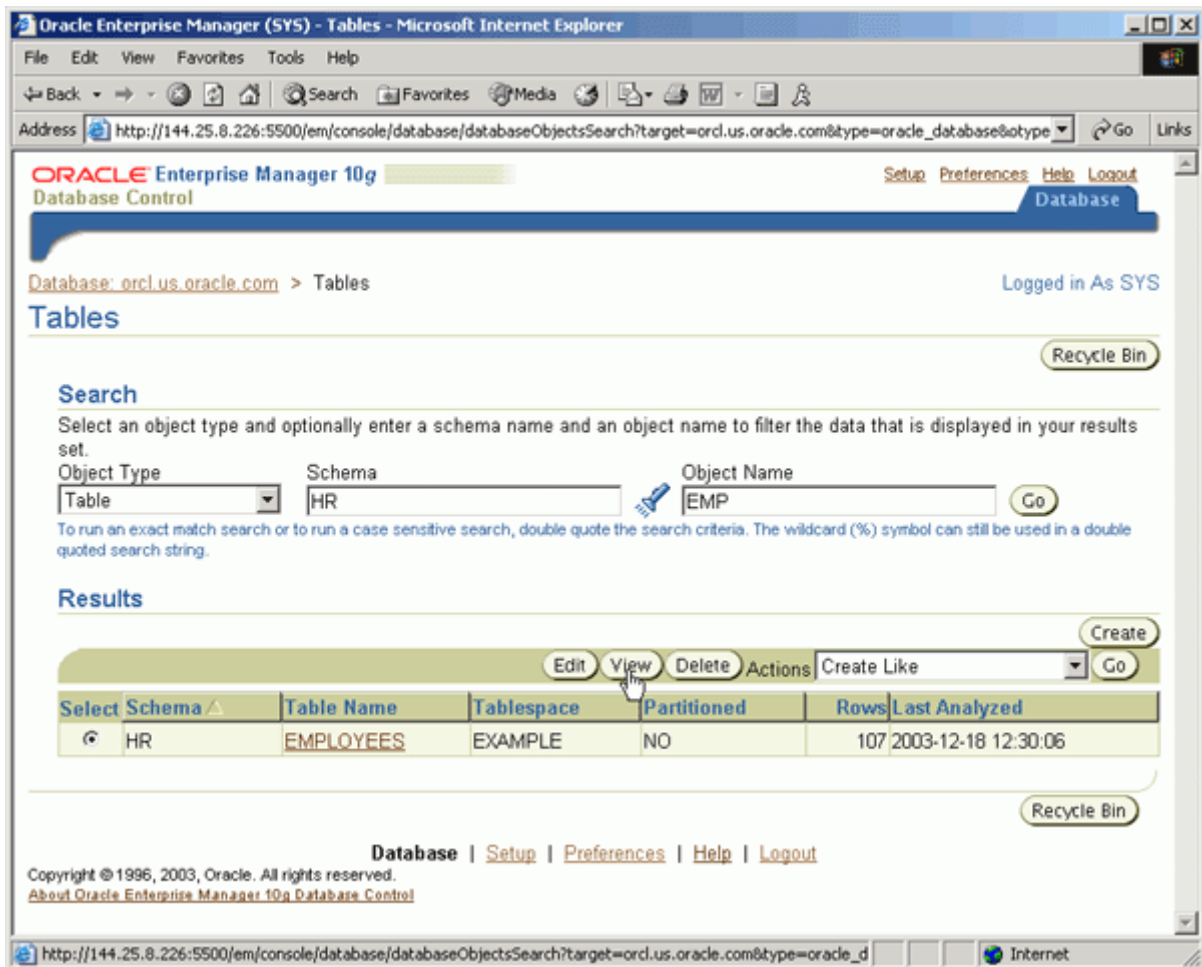 Oracle Enterprise Manager (SYS) - Tables - Microsoft Internet Explorer
File Edit View Favorites Tools Help
Back Search Favorites Media
Address http://144.25.8.226:5500/em/console/database/databaseObjectsSearch?target=orcl.us.oracle.com&type=oracle_database&otype Go Links
ORACLE Enterprise Manager 10g
Setup Preferences Help Logout
Database Control
Database
Database: orcl.us.oracle.com > Tables
Logged in As SYS
Tables
Recycle Bin
Search
Select an object type and optionally enter a schema name and an object name to filter the data that is displayed in your results
set.
Object Type Schema Object Name
Table HR EMP Go
To run an exact match search or to run a case sensitive search, double quote the search criteria. The wildcard (%) symbol can still be used in a double
quoted search string.
Results
Create
Edit View Delete Actions Create Like Go
Select Schema Table Name Tablespace Partitioned Rows Last Analyzed
HR EMPLOYEES EXAMPLE NO 107 2003-12-18 12:30:06
Recycle Bin
Database | Setup | Preferences | Help | Logout
Copyright © 1996, 2003, Oracle. All rights reserved.
About Oracle Enterprise Manager 10g Database Control
http://144.25.8.226:5500/em/console/database/databaseObjectsSearch?target=orcl.us.oracle.com&type=oracle_d Internet